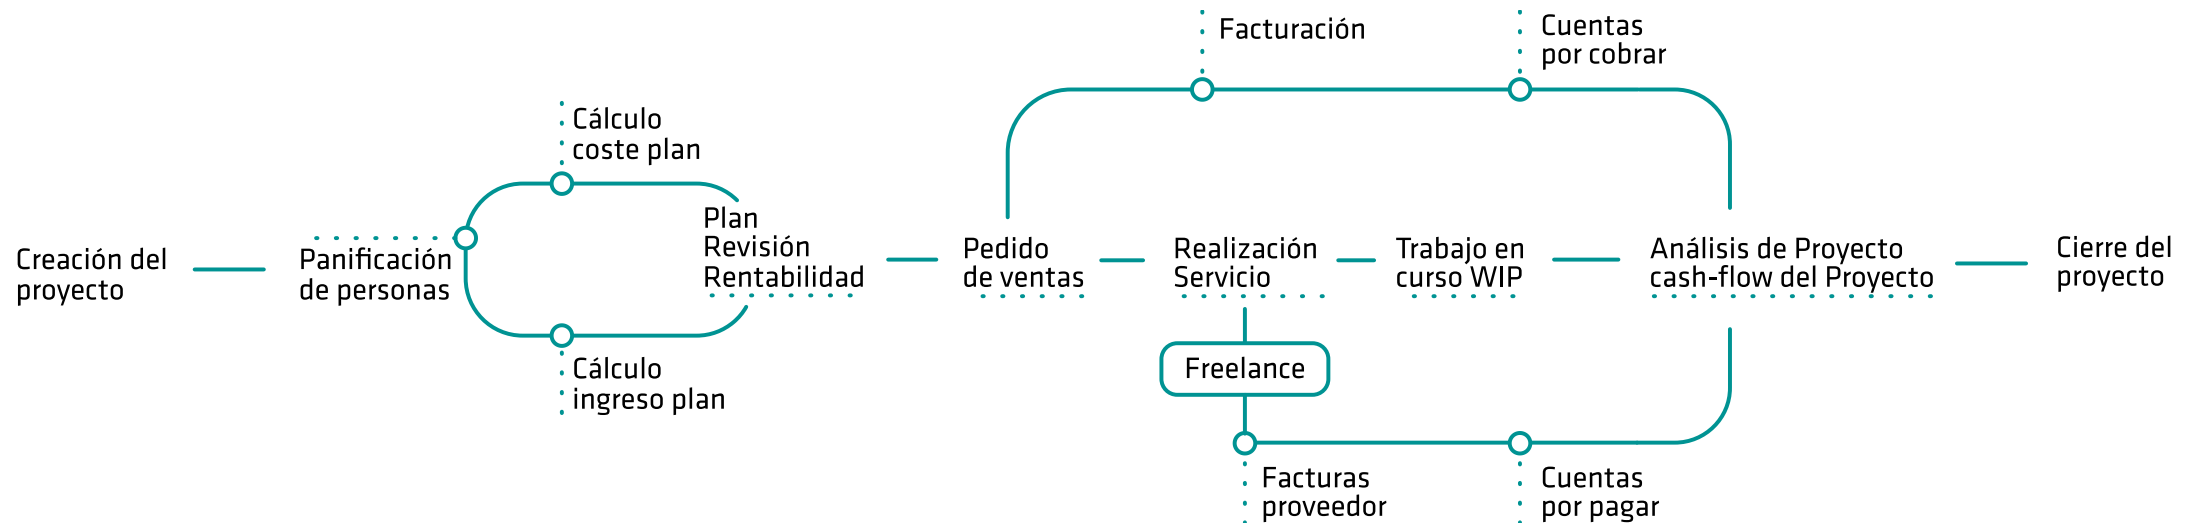 Facturación
Cuentas
por cobrar
Cálculo
coste plan
Creación del
proyecto
Panificación
de personas
Plan
Revisión
Rentabilidad
Pedido
de ventas
Realización
Servicio
Trabajo en
curso WIP
Análisis de Proyecto
cash-flow del Proyecto
Cierre del
proyecto
Cálculo
ingreso plan
Freelance
Facturas
proveedor
Cuentas
por pagar